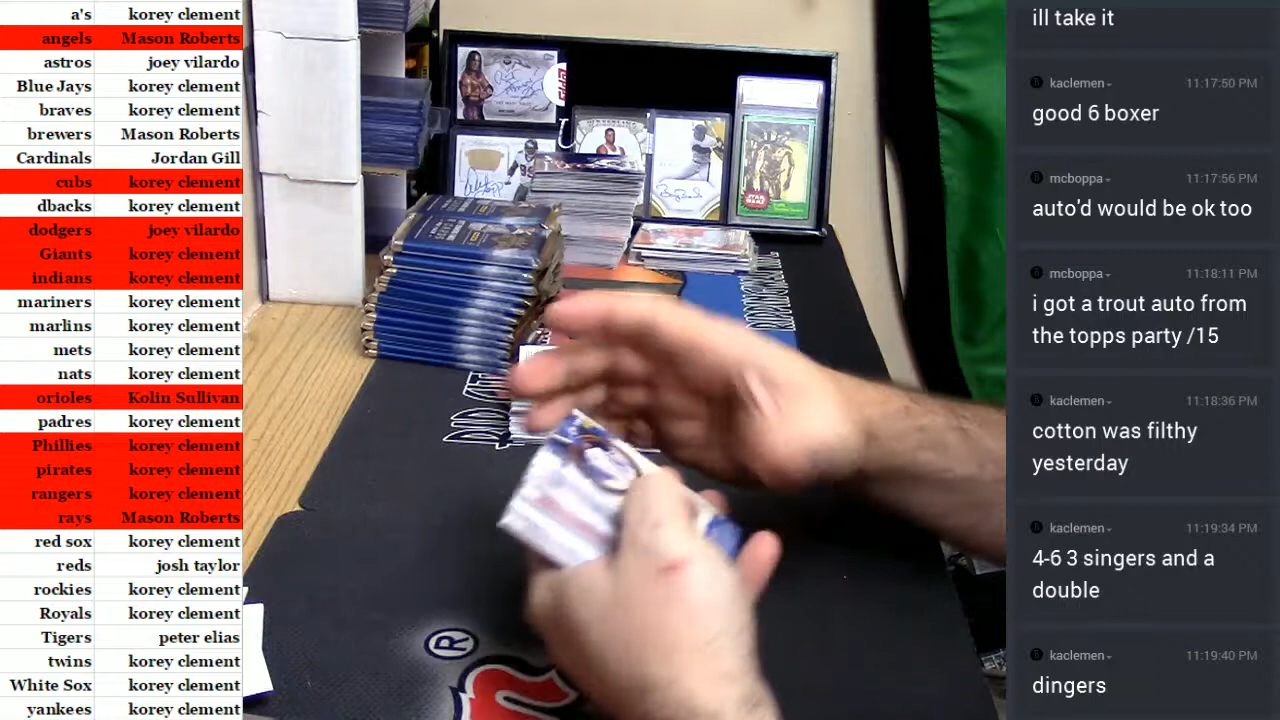 a's korey clement
angels Mason Roberts
astros joey vilardo
Blue Jays korey clement
braves korey clement
brewers Mason Roberts
Cardinals Jordan Gill
cubs korey clement
dbacks korey clement
dodgers joey vilardo
Giants korey clement
indians korey clement
mariners korey clement
marlins korey clement
mets korey clement
nats korey clement
orioles Kolin Sullivan
padres korey clement
Phillies korey clement
pirates korey clement
rangers korey clement
rays Mason Roberts
red sox korey clement
reds josh taylor
rockies korey clement
Royals korey clement
Tigers peter elias
twins korey clement
White Sox korey clement
yankees korey clement
STAR
WARS
®
ill take it
kaclemen 11:17:50 PM
good 6 boxer
mcboppa 11:17:56 PM
auto'd would be ok too
mcboppa 11:18:11 PM
i got a trout auto from
the topps party /15
kaclemen 11:18:36 PM
cotton was filthy
yesterday
kaclemen 11:19:34 PM
4-6 3 singers and a
double
kaclemen 11:19:40 PM
dingers